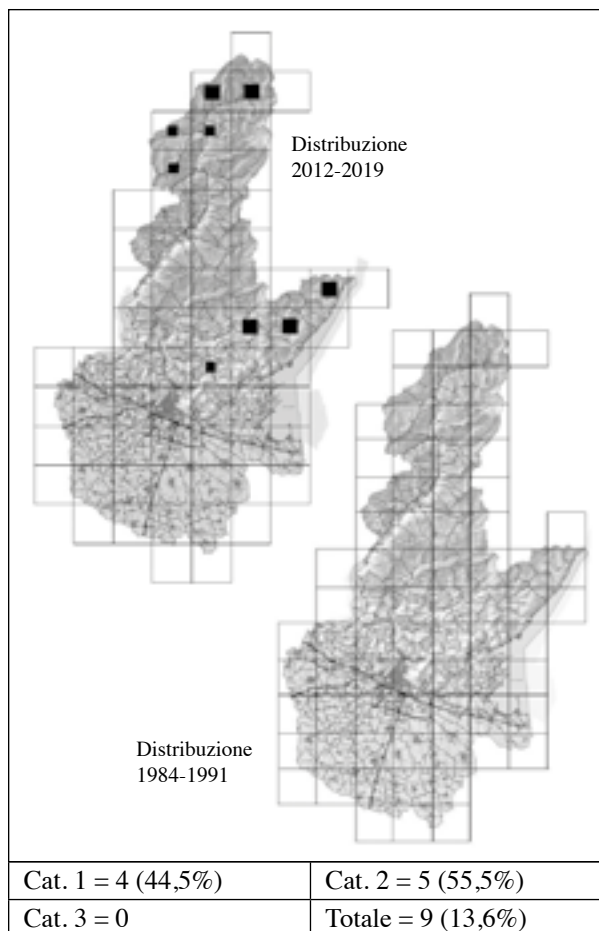 Distribuzione
2012-2019
Distribuzione
1984-1991
Cat. 1 = 4 (44,5%)
Cat. 2 = 5 (55,5%)
Cat. 3 = 0
Totale = 9 (13,6%)